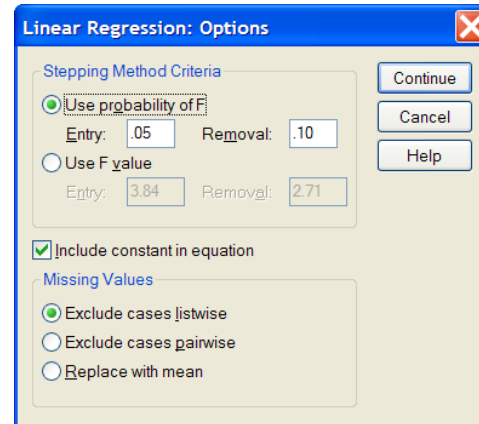 Linear Regression: Options
Stepping Method Criteria
Use probability of F
Entry: .05 Removal: .10
Use F value
Entry: 3.84 Removal: 2.71
Include constant in equation
Missing Values
Exclude cases listwise
Exclude cases pairwise
Replace with mean
Continue
Cancel
Help